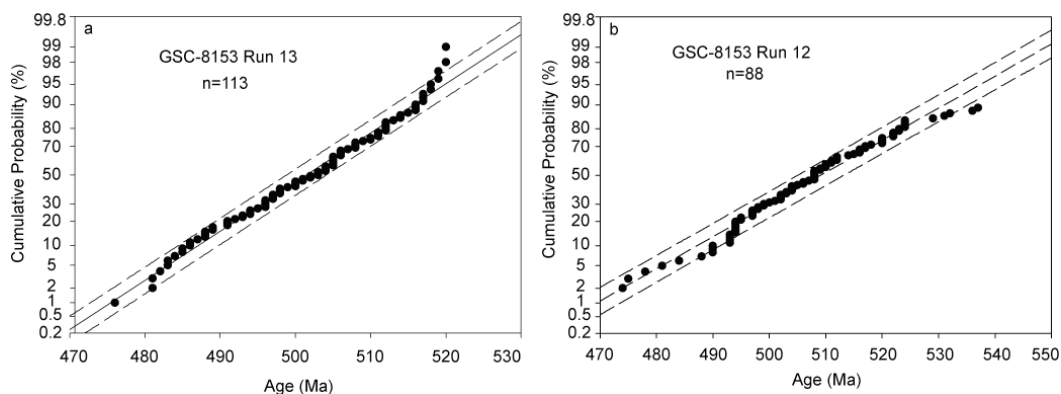 a
GSC-8153 Run 13
n=113
Cumulative Probability (%)
99.8
99
98
95
90
80
70
50
30
20
10
5
2
1
0.5
0.2
470 480 490 500 510 520 530
Age (Ma)
b
GSC-8153 Run 12
n=88
Cumulative Probability (%)
99.8
99
98
95
90
80
70
50
30
20
10
5
2
1
0.5
0.2
470 480 490 500 510 520 530 540 550
Age (Ma)